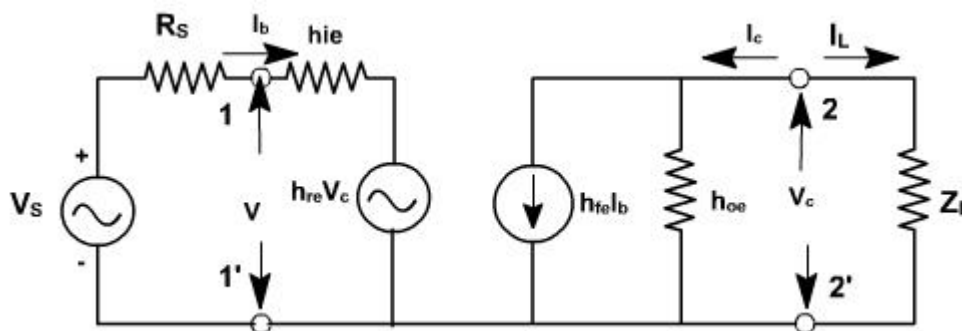 RS Ib hie Ic IL
1 2
+
VS V hreVc hfeIb hoe Vc
-
1' 2'